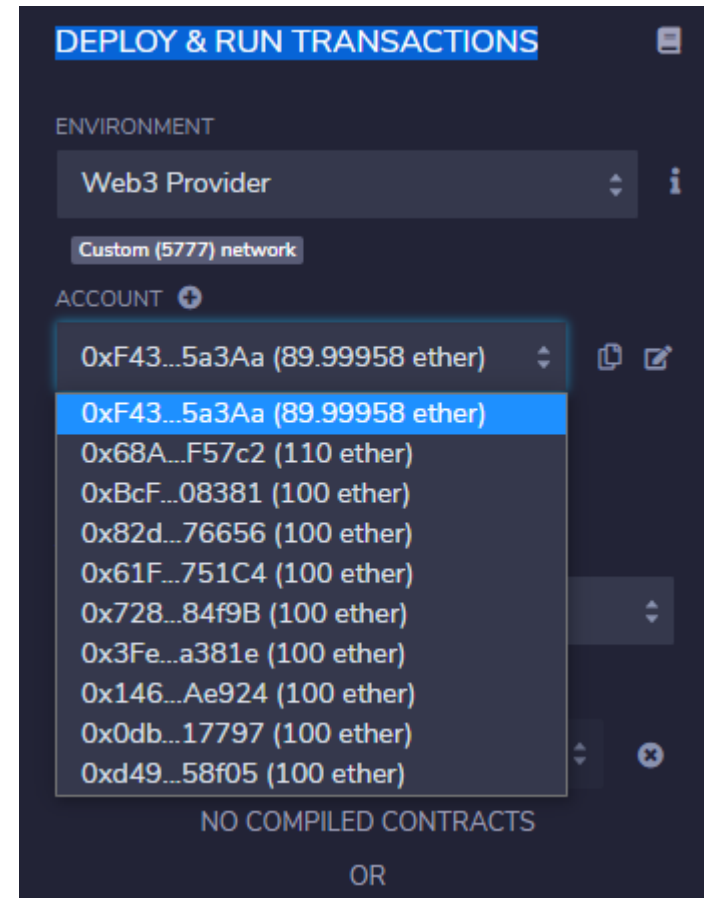 DEPLOY & RUN TRANSACTIONS
ENVIRONMENT
Web3 Provider
Custom (5777) network
ACCOUNT
0xF43...5a3Aa (89.99958 ether)
0xF43...5a3Aa (89.99958 ether)
0x68A...F57c2 (110 ether)
0xBcF...08381 (100 ether)
0x82d...76656 (100 ether)
0x61F...751C4 (100 ether)
0x728...84f9B (100 ether)
0x3Fe...a381e (100 ether)
0x146...Ae924 (100 ether)
0x0db...17797 (100 ether)
0xd49...58f05 (100 ether)
NO COMPILED CONTRACTS
OR